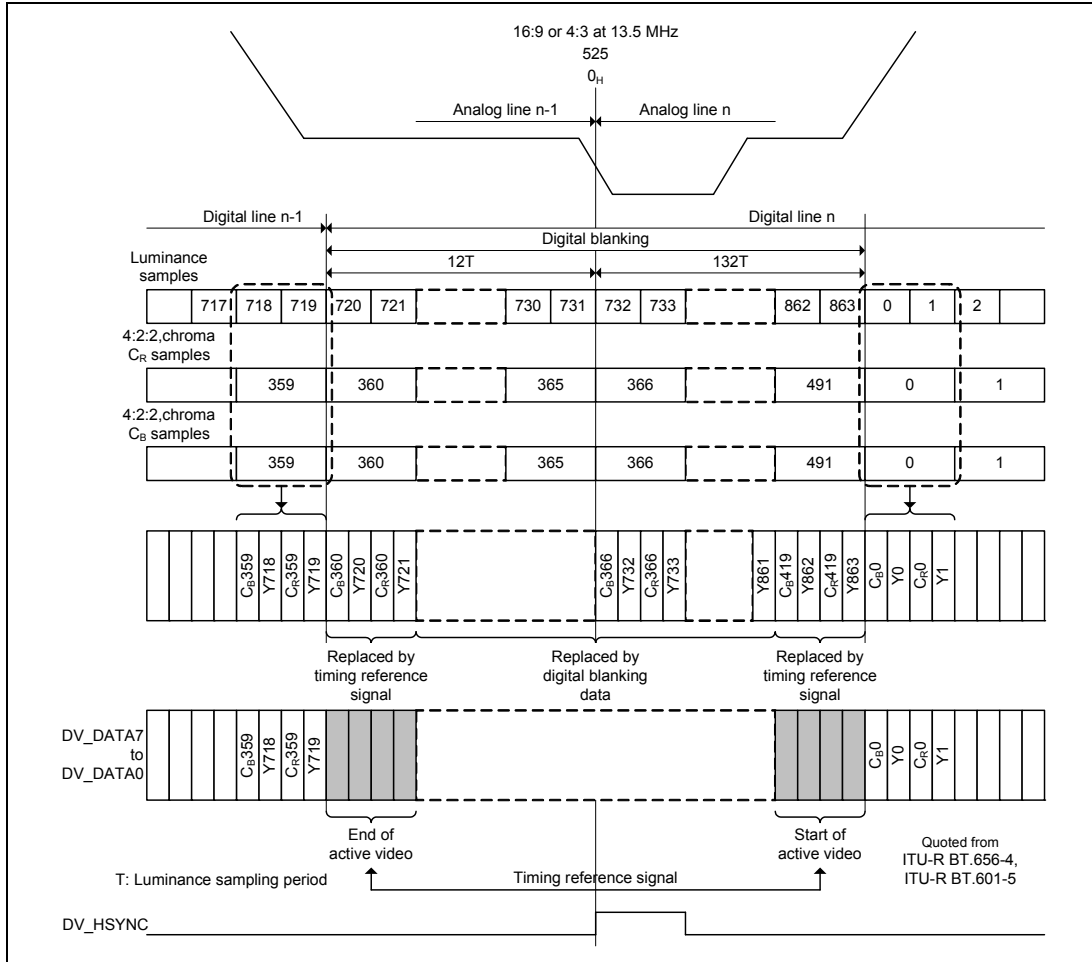 16:9 or 4:3 at 13.5 MHz
525
0H
Analog line n-1
Analog line n
Digital line n-1
Digital line n
Digital blanking
12T
132T
Luminance
samples
717 718 719 720 721 730 731 732 733 862 863 0 1 2
4:2:2,chroma
CR samples
359 360 365 366 491 0 1
4:2:2,chroma
CB samples
359 360 365 366 491 0 1
CB359 Y718 CR359 Y719 CB360 Y720 CR360 Y721 CB366 Y732 CR366 Y733 Y861 CB419 Y862 CR419 Y863 CB0 Y0 CR0 Y1
Replaced by
timing reference
signal
Replaced by
digital blanking
data
Replaced by
timing reference
signal
DV_DATA7
to
DV_DATA0
CB359 Y718 CR359 Y719 CB0 Y0 CR0 Y1
End of
active video
Start of
active video
Quoted from
ITU-R BT.656-4,
ITU-R BT.601-5
T: Luminance sampling period
Timing reference signal
DV_HSYNC